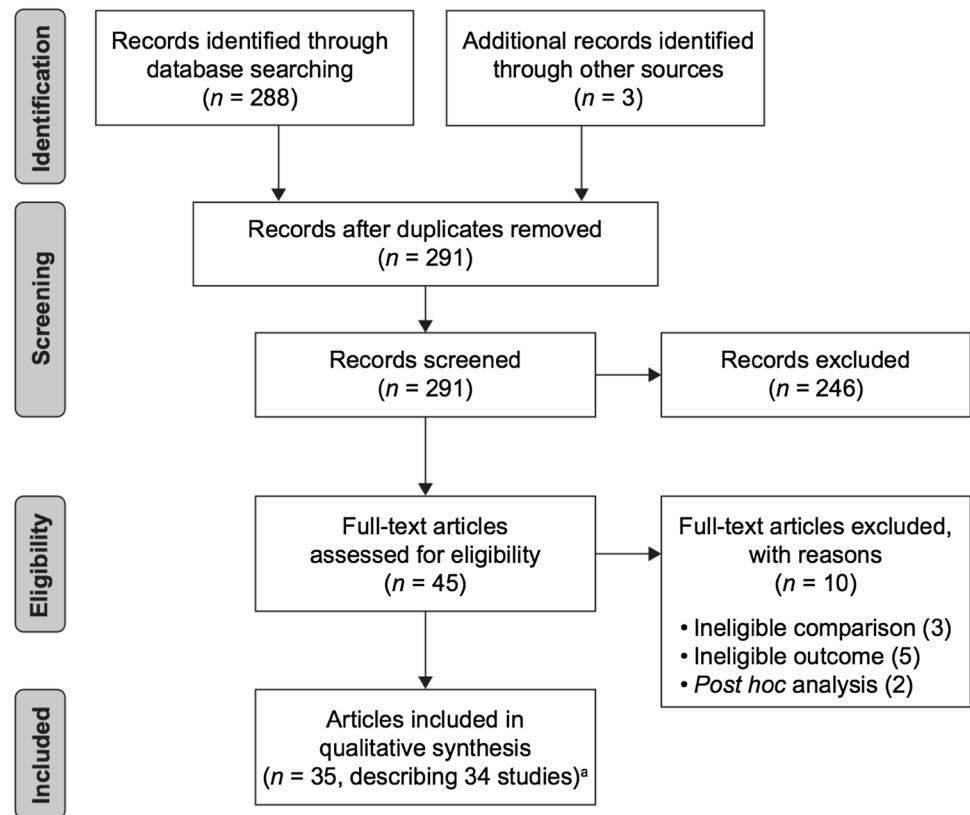 Identification
Records identified through
database searching
(n = 288)
Additional records identified
through other sources
(n = 3)
Screening
Records after duplicates removed
(n = 291)
Records screened
(n = 291)
Records excluded
(n = 246)
Eligibility
Full-text articles
assessed for eligibility
(n = 45)
Full-text articles excluded,
with reasons
(n = 10)
• Ineligible comparison (3)
• Ineligible outcome (5)
• Post hoc analysis (2)
Included
Articles included in
qualitative synthesis
(n = 35, describing 34 studies)ᵃ